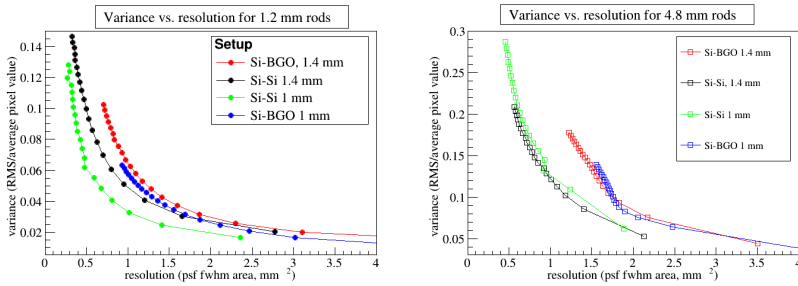 Variance vs. resolution for 1.2 mm rods
variance (RMS/average pixel value)
0.14
0.12
0.1
0.08
0.06
0.04
0.02
Setup
Si-BGO, 1.4 mm
Si-Si 1.4 mm
Si-Si 1 mm
Si-BGO 1 mm
0 0.5 1 1.5 2 2.5 3 3.5 4
resolution (psf fwhm area, mm 2)
Variance vs. resolution for 4.8 mm rods
variance (RMS/average pixel value)
0.3
0.25
0.2
0.15
0.1
0.05
Si-BGO 1.4 mm
Si-Si, 1.4 mm
Si-Si 1 mm
Si-BGO 1 mm
0 0.5 1 1.5 2 2.5 3 3.5 4
resolution (psf fwhm area, mm 2)